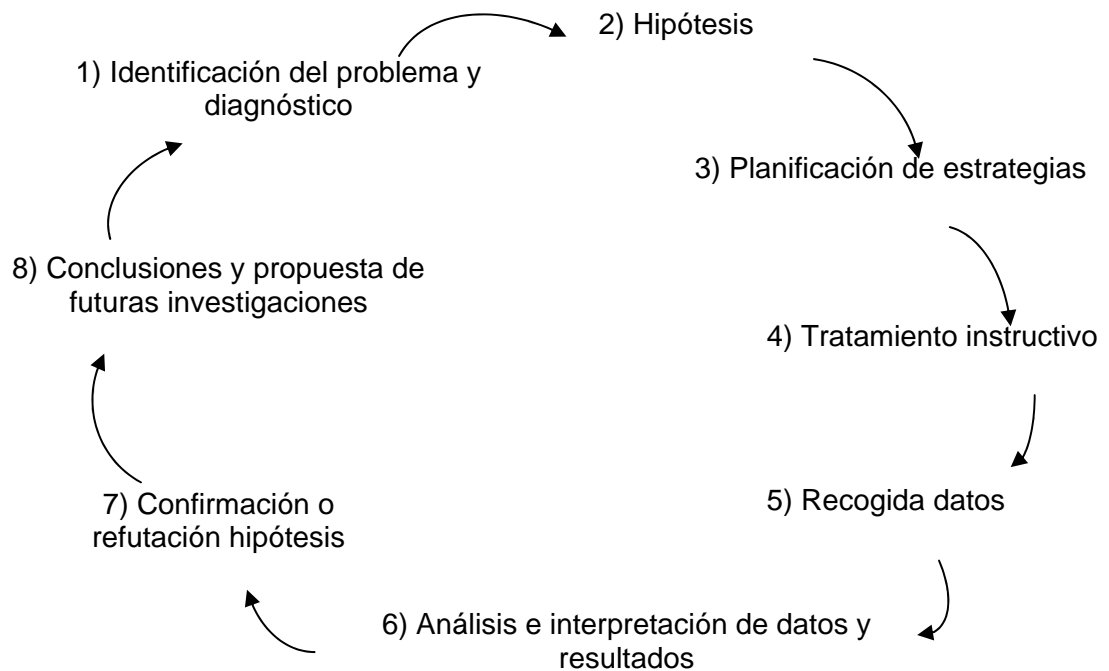 1) Identificación del problema y
diagnóstico
2) Hipótesis
3) Planificación de estrategias
4) Tratamiento instructivo
5) Recogida datos
6) Análisis e interpretación de datos y
resultados
7) Confirmación o
refutación hipótesis
8) Conclusiones y propuesta de
futuras investigaciones